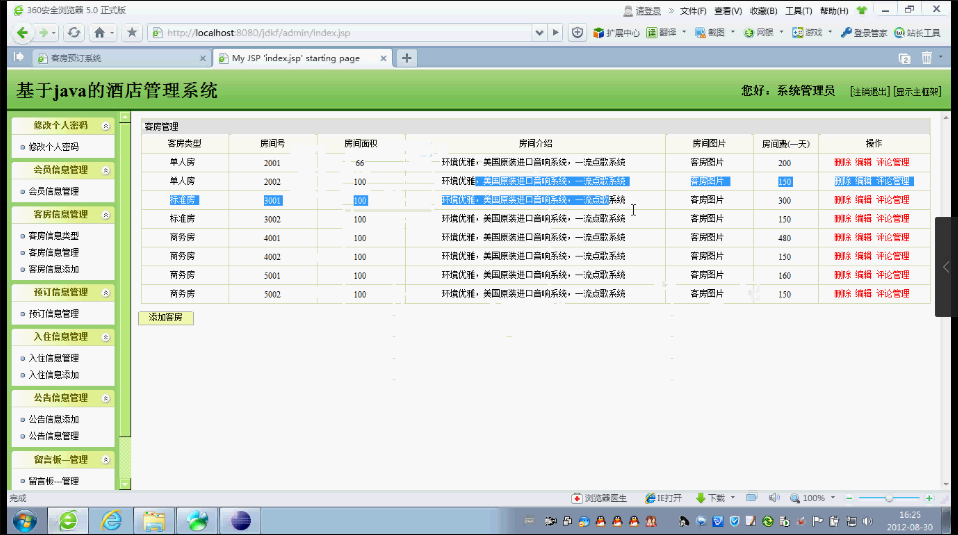 360安全浏览器 5.0 正式版 请登录 » 文件(F) 查看(V) 收藏(B) 工具(T) 帮助(H)
http://localhost:8080/jdkf/admin/index.jsp 扩展中心 翻译 截图 网银 游戏 登录管家 站长工具
客房预订系统 My JSP 'index.jsp' starting page
基于java的酒店管理系统 您好：系统管理员 [注销退出] [显示主框架]
修改个人密码
修改个人密码
会员信息管理
会员信息管理
客房信息管理
客房信息类型
客房信息管理
客房信息添加
预订信息管理
预订信息管理
入住信息管理
入住信息管理
入住信息添加
公告信息管理
公告信息添加
公告信息管理
留言板--管理
留言板--管理
客房管理
客房类型 房间号 房间面积 房间介绍 房间图片 房间费(一天) 操作
单人房 2001 66 环境优雅，美国原装进口音响系统，一流点歌系统 客房图片 200 删除 编辑 评论管理
单人房 2002 100 环境优雅，美国原装进口音响系统，一流点歌系统 客房图片 150 删除 编辑 评论管理
标准房 3001 100 环境优雅，美国原装进口音响系统，一流点歌系统 客房图片 300 删除 编辑 评论管理
标准房 3002 100 环境优雅，美国原装进口音响系统，一流点歌系统 客房图片 150 删除 编辑 评论管理
商务房 4001 100 环境优雅，美国原装进口音响系统，一流点歌系统 客房图片 480 删除 编辑 评论管理
商务房 4002 100 环境优雅，美国原装进口音响系统，一流点歌系统 客房图片 150 删除 编辑 评论管理
商务房 5001 100 环境优雅，美国原装进口音响系统，一流点歌系统 客房图片 160 删除 编辑 评论管理
商务房 5002 100 环境优雅，美国原装进口音响系统，一流点歌系统 客房图片 150 删除 编辑 评论管理
添加客房
完成 浏览器医生 IE打开 下载 100%
16:25
2012-08-30